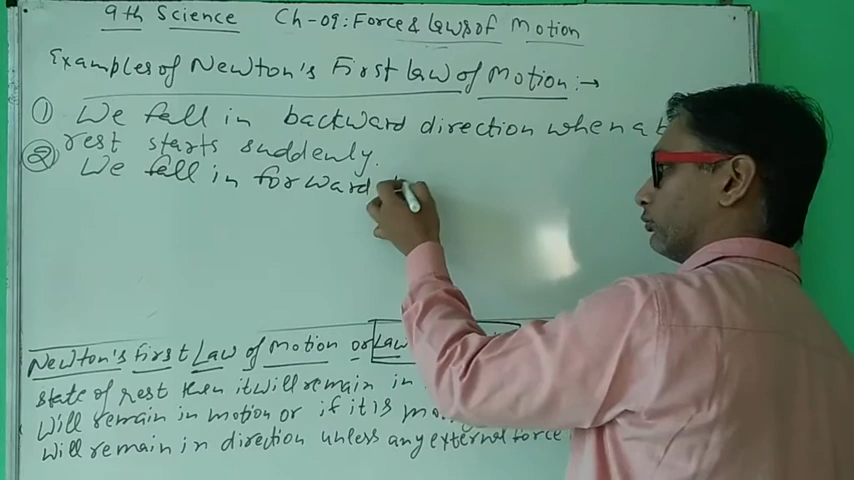 9th Science Ch-09: Force & Laws of Motion
Examples of Newton's First Law of Motion :→
① We fall in backward direction when a b
rest starts suddenly.
② We fall in forward
Newton's First Law of Motion or Law
state of rest then it will remain in
Will remain in motion or if it is mo
will remain in direction unless any external force